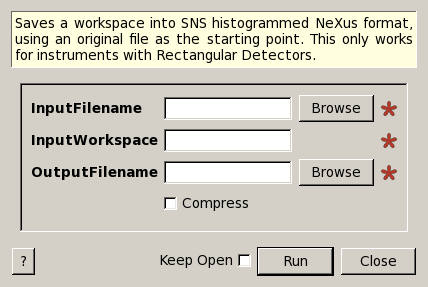 Saves a workspace into SNS histogrammed NeXus format,
using an original file as the starting point. This only works
for instruments with Rectangular Detectors.
InputFilename Browse *
InputWorkspace *
OutputFilename Browse *
Compress
? Keep Open Run Close